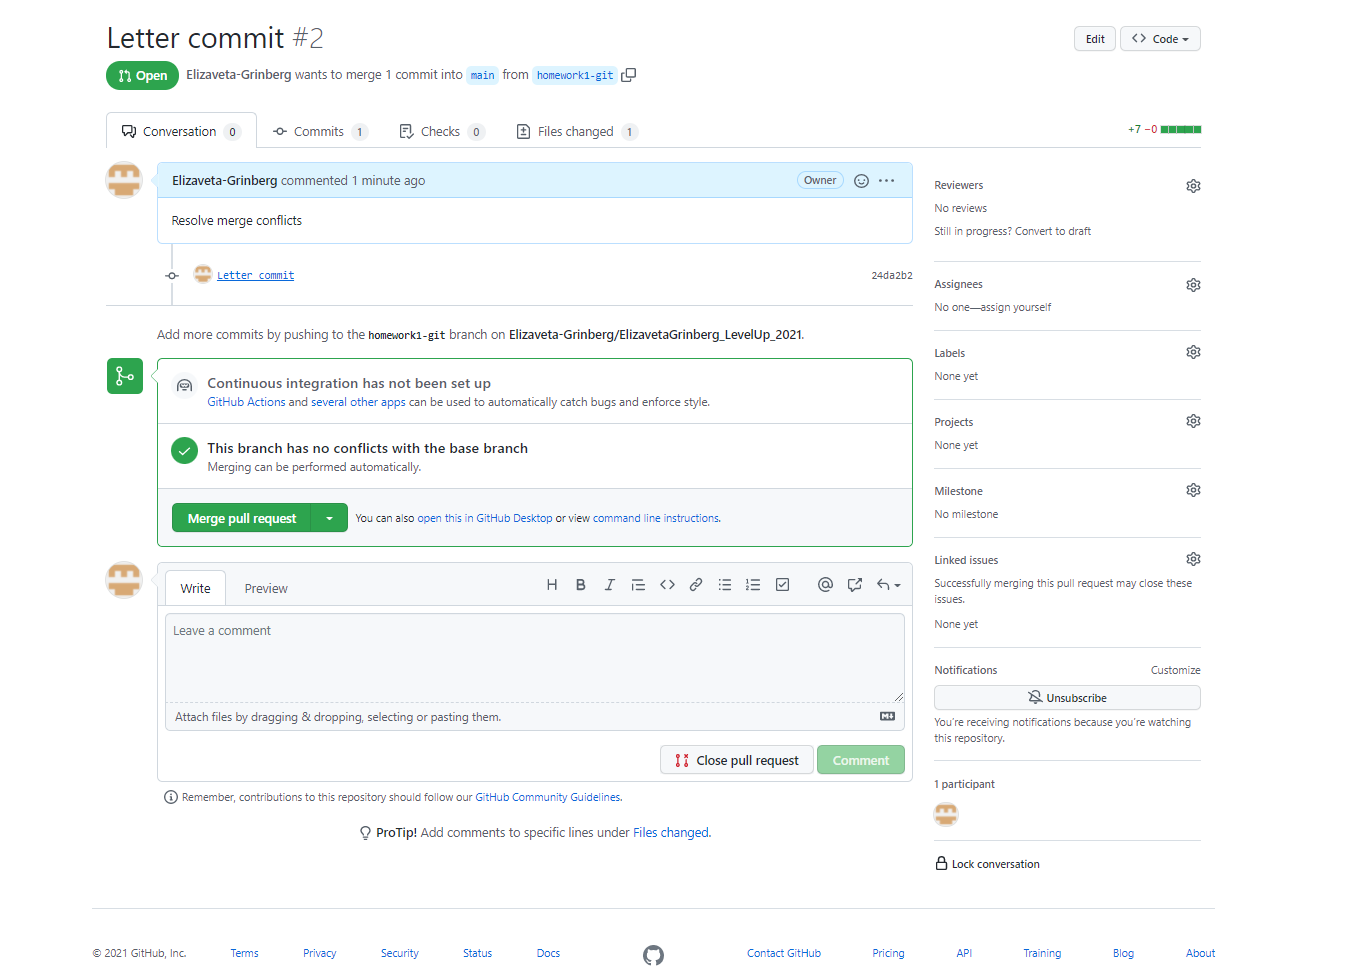 Letter commit #2
Edit
Code
Open
Elizaveta-Grinberg wants to merge 1 commit into main from homework1-git
Conversation 0
Commits 1
Checks 0
Files changed 1
+7 −0
Elizaveta-Grinberg commented 1 minute ago
Owner
Resolve merge conflicts
Letter commit
24da2b2
Add more commits by pushing to the homework1-git branch on Elizaveta-Grinberg/ElizavetaGrinberg_LevelUp_2021.
Continuous integration has not been set up
GitHub Actions and several other apps can be used to automatically catch bugs and enforce style.
This branch has no conflicts with the base branch
Merging can be performed automatically.
Merge pull request
You can also open this in GitHub Desktop or view command line instructions.
Write
Preview
Leave a comment
Attach files by dragging & dropping, selecting or pasting them.
Close pull request
Comment
Remember, contributions to this repository should follow our GitHub Community Guidelines.
ProTip! Add comments to specific lines under Files changed.
Reviewers
No reviews
Still in progress? Convert to draft
Assignees
No one—assign yourself
Labels
None yet
Projects
None yet
Milestone
No milestone
Linked issues
Successfully merging this pull request may close these
issues.
None yet
Notifications
Customize
Unsubscribe
You're receiving notifications because you're watching
this repository.
1 participant
Lock conversation
© 2021 GitHub, Inc.
Terms
Privacy
Security
Status
Docs
Contact GitHub
Pricing
API
Training
Blog
About